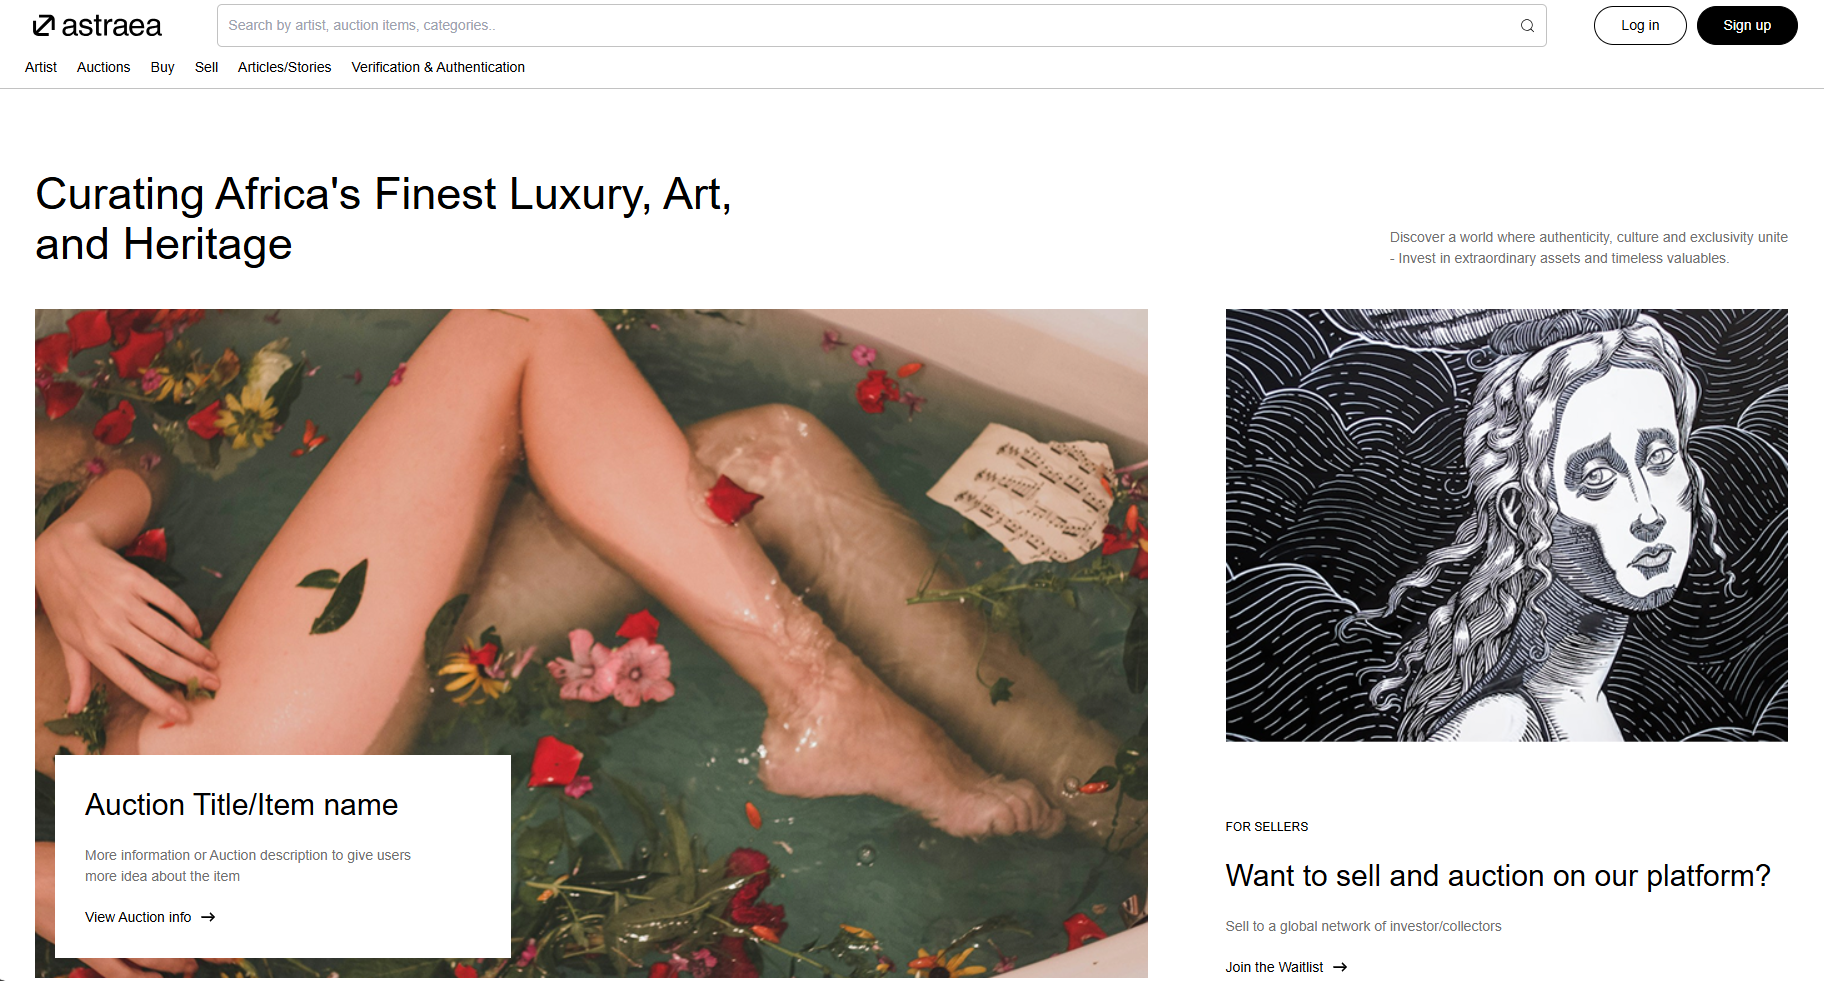 astraea
Search by artist, auction items, categories..
Log in
Sign up
Artist
Auctions
Buy
Sell
Articles/Stories
Verification & Authentication
Curating Africa's Finest Luxury, Art,
and Heritage
Discover a world where authenticity, culture and exclusivity unite
- Invest in extraordinary assets and timeless valuables.
Auction Title/Item name
More information or Auction description to give users
more idea about the item
View Auction info
FOR SELLERS
Want to sell and auction on our platform?
Sell to a global network of investor/collectors
Join the Waitlist